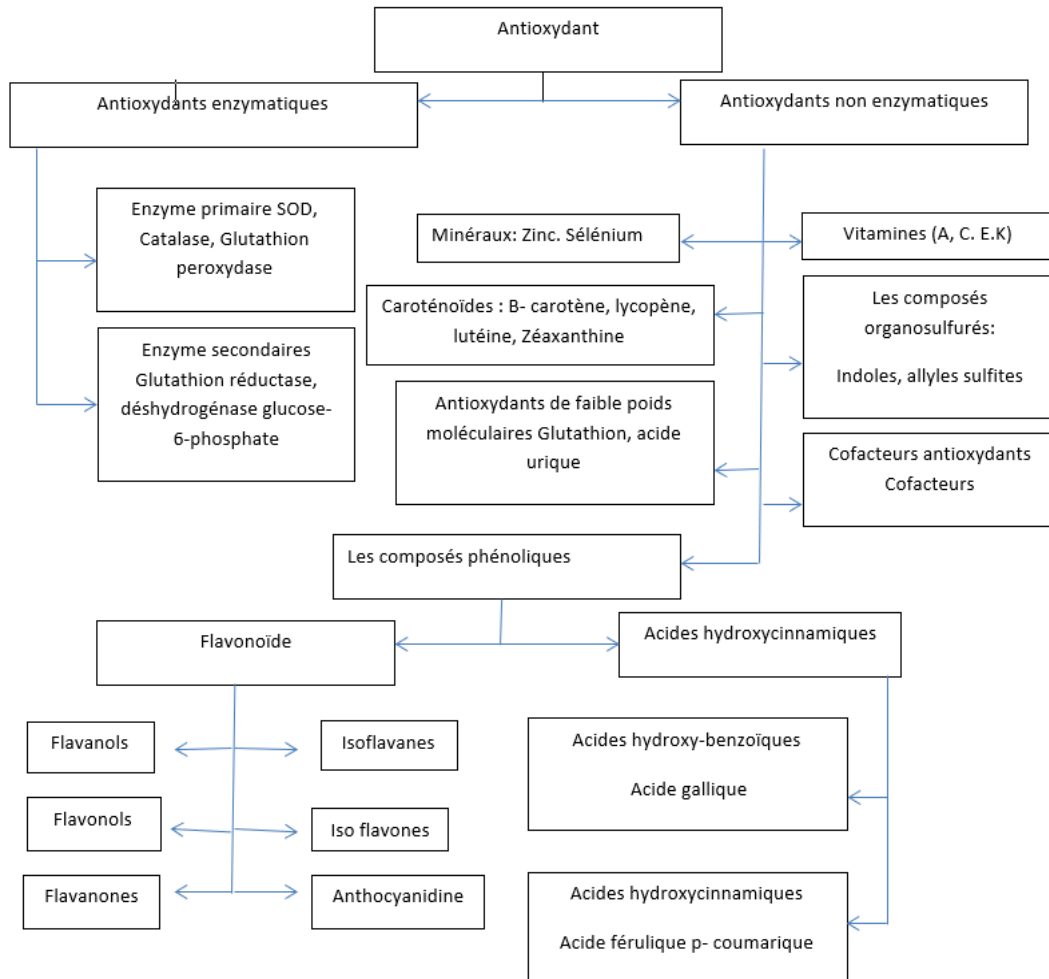 Antioxydant
Antioxydants enzymatiques
Antioxydants non enzymatiques
Enzyme primaire SOD,
Catalase, Glutathion
peroxydase
Enzyme secondaires
Glutathion réductase,
déshydrogénase glucose-
6-phosphate
Minéraux: Zinc. Sélénium
Vitamines (A, C. E.K)
Caroténoïdes : B- carotène, lycopène,
lutéine, Zéaxanthine
Les composés
organosulfurés:
Indoles, allyles sulfites
Antioxydants de faible poids
moléculaires Glutathion, acide
urique
Cofacteurs antioxydants
Cofacteurs
Les composés phénoliques
Flavonoïde
Acides hydroxycinnamiques
Flavanols
Isoflavanes
Flavonols
Iso flavones
Flavanones
Anthocyanidine
Acides hydroxy-benzoïques
Acide gallique
Acides hydroxycinnamiques
Acide férulique p- coumarique